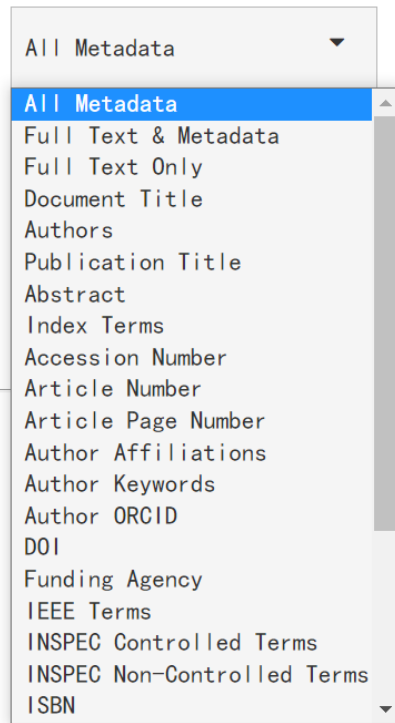 All Metadata
All Metadata
Full Text & Metadata
Full Text Only
Document Title
Authors
Publication Title
Abstract
Index Terms
Accession Number
Article Number
Article Page Number
Author Affiliations
Author Keywords
Author ORCID
DOI
Funding Agency
IEEE Terms
INSPEC Controlled Terms
INSPEC Non-Controlled Terms
ISBN